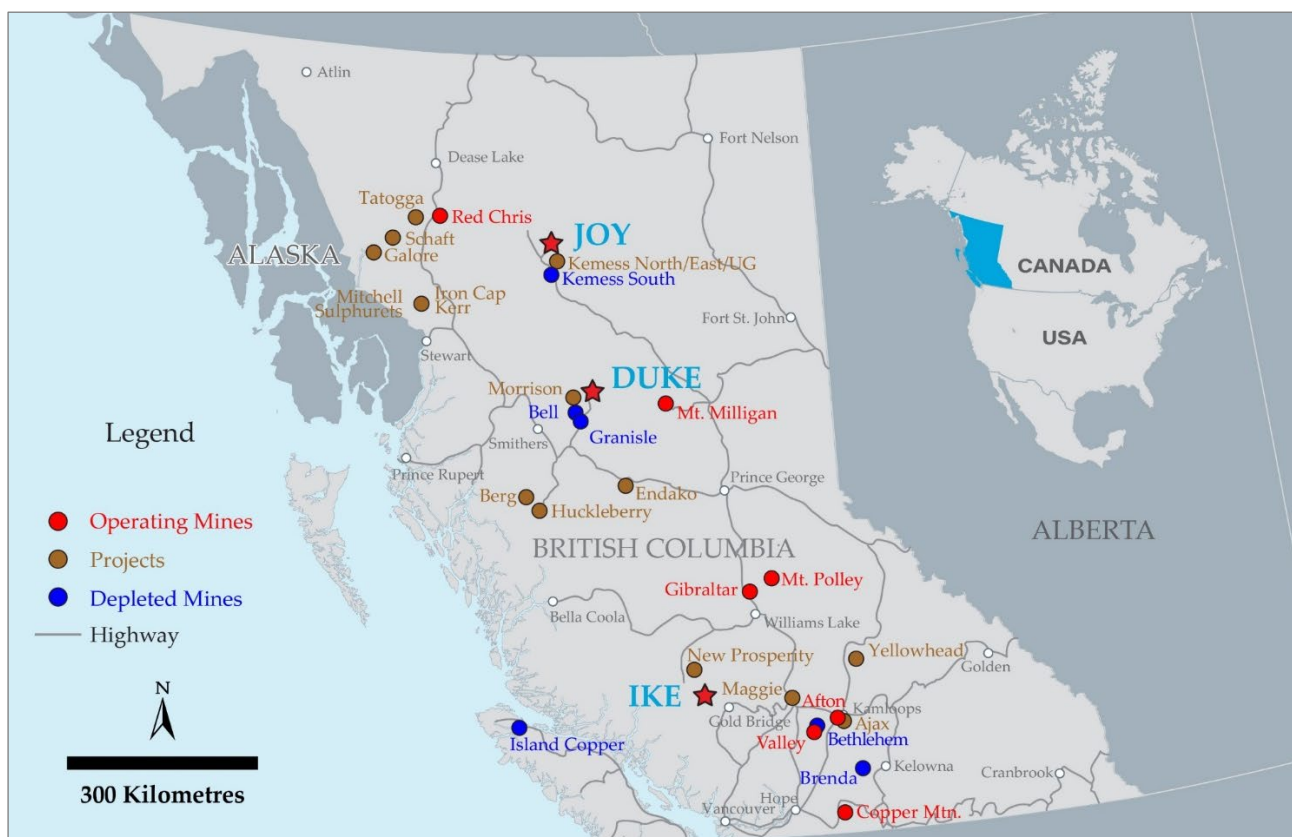 Atlin
Fort Nelson
Dease Lake
Tatogga
Red Chris
JOY
Schaft
Galore
ALASKA
Kemess North/East/UG
Kemess South
CANADA
Mitchell
Sulphurets
Iron Cap
Kerr
Fort St. John
USA
Stewart
DUKE
Morrison
Bell
Mt. Milligan
Granisle
Legend
Smithers
Prince Rupert
Prince George
Endako
Berg
Huckleberry
Operating Mines
Projects
Depleted Mines
Highway
ALBERTA
BRITISH COLUMBIA
Mt. Polley
Gibraltar
Bella Coola
Williams Lake
Yellowhead
Golden
New Prosperity
N
IKE
Maggie
Afton
Kamloops
Gold Bridge
Ajax
Island Copper
Valley
Bethlehem
Brenda
Kelowna
Cranbrook
300 Kilometres
Vancouver
Hope
Copper Mtn.